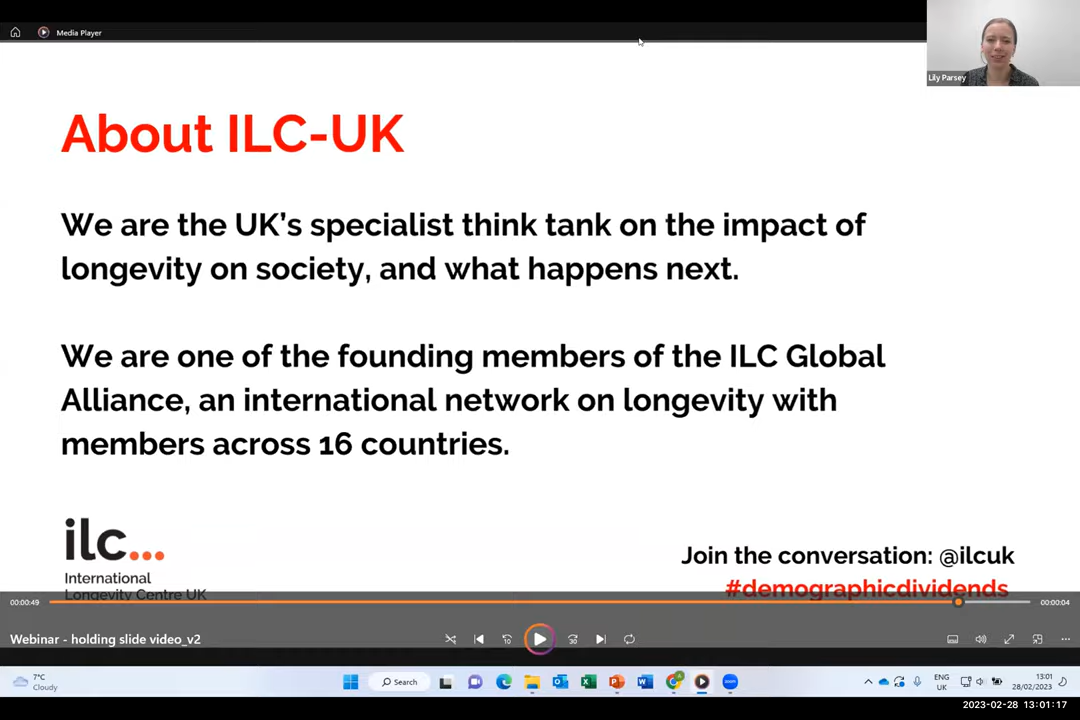 Media Player
Lily Parsey
About ILC-UK
We are the UK's specialist think tank on the impact of
longevity on society, and what happens next.
We are one of the founding members of the ILC Global
Alliance, an international network on longevity with
members across 16 countries.
ilc...
International
Longevity Centre UK
Join the conversation: @ilcuk
#demographicdividends
00:00:49
00:00:04
Webinar - holding slide video_v2
10
30
7°C
Cloudy
Search
ENG
UK
13:01
28/02/2023
2023-02-28 13:01:17